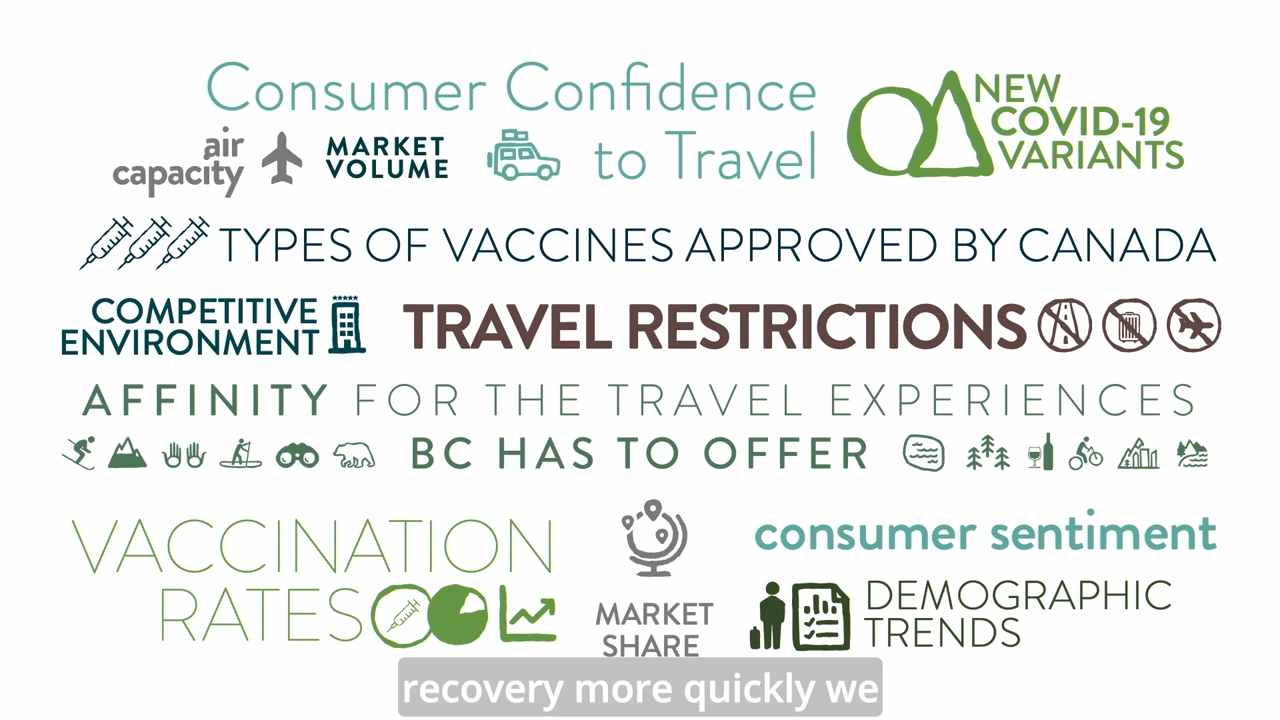 Consumer Confidence
to Travel
air
capacity
MARKET
VOLUME
NEW
COVID-19
VARIANTS
TYPES OF VACCINES APPROVED BY CANADA
COMPETITIVE
ENVIRONMENT
TRAVEL RESTRICTIONS
AFFINITY FOR THE TRAVEL EXPERIENCES
BC HAS TO OFFER
VACCINATION
RATES
MARKET
SHARE
consumer sentiment
DEMOGRAPHIC
TRENDS
recovery more quickly we